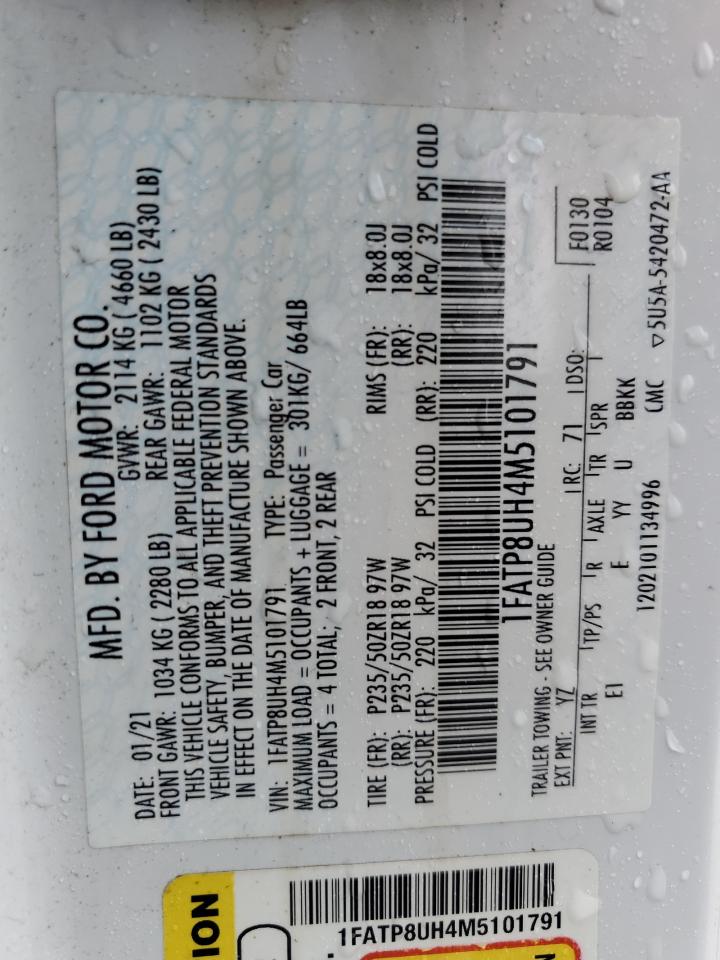 MFD. BY FORD MOTOR CO.
DATE: 01/21 GVWR: 2114 KG ( 4660 LB)
FRONT GAWR: 1034 KG ( 2280 LB) REAR GAWR: 1102 KG ( 2430 LB)
THIS VEHICLE CONFORMS TO ALL APPLICABLE FEDERAL MOTOR
VEHICLE SAFETY, BUMPER, AND THEFT PREVENTION STANDARDS
IN EFFECT ON THE DATE OF MANUFACTURE SHOWN ABOVE.
VIN: 1FATP8UH4M5101791 TYPE: Passenger Car
MAXIMUM LOAD = OCCUPANTS + LUGGAGE = 301KG/ 664LB
OCCUPANTS = 4 TOTAL; 2 FRONT, 2 REAR
TIRE (FR): P235/50ZR18 97W RIMS (FR): 18x8.0J
(RR): P235/50ZR18 97W (RR): 18x8.0J
PRESSURE (FR): 220 kPa/ 32 PSI COLD (RR): 220 kPa/ 32 PSI COLD
1FATP8UH4M5101791
TRAILER TOWING - SEE OWNER GUIDE
EXT PNT: YZ RC: 71 DSO: F0130
R0104
INT TR TP/PS R AXLE TR SPR
EI E YY U BBKK
1202101134996 CMC ▽5U5A-5420472-AA
ION
1FATP8UH4M5101791